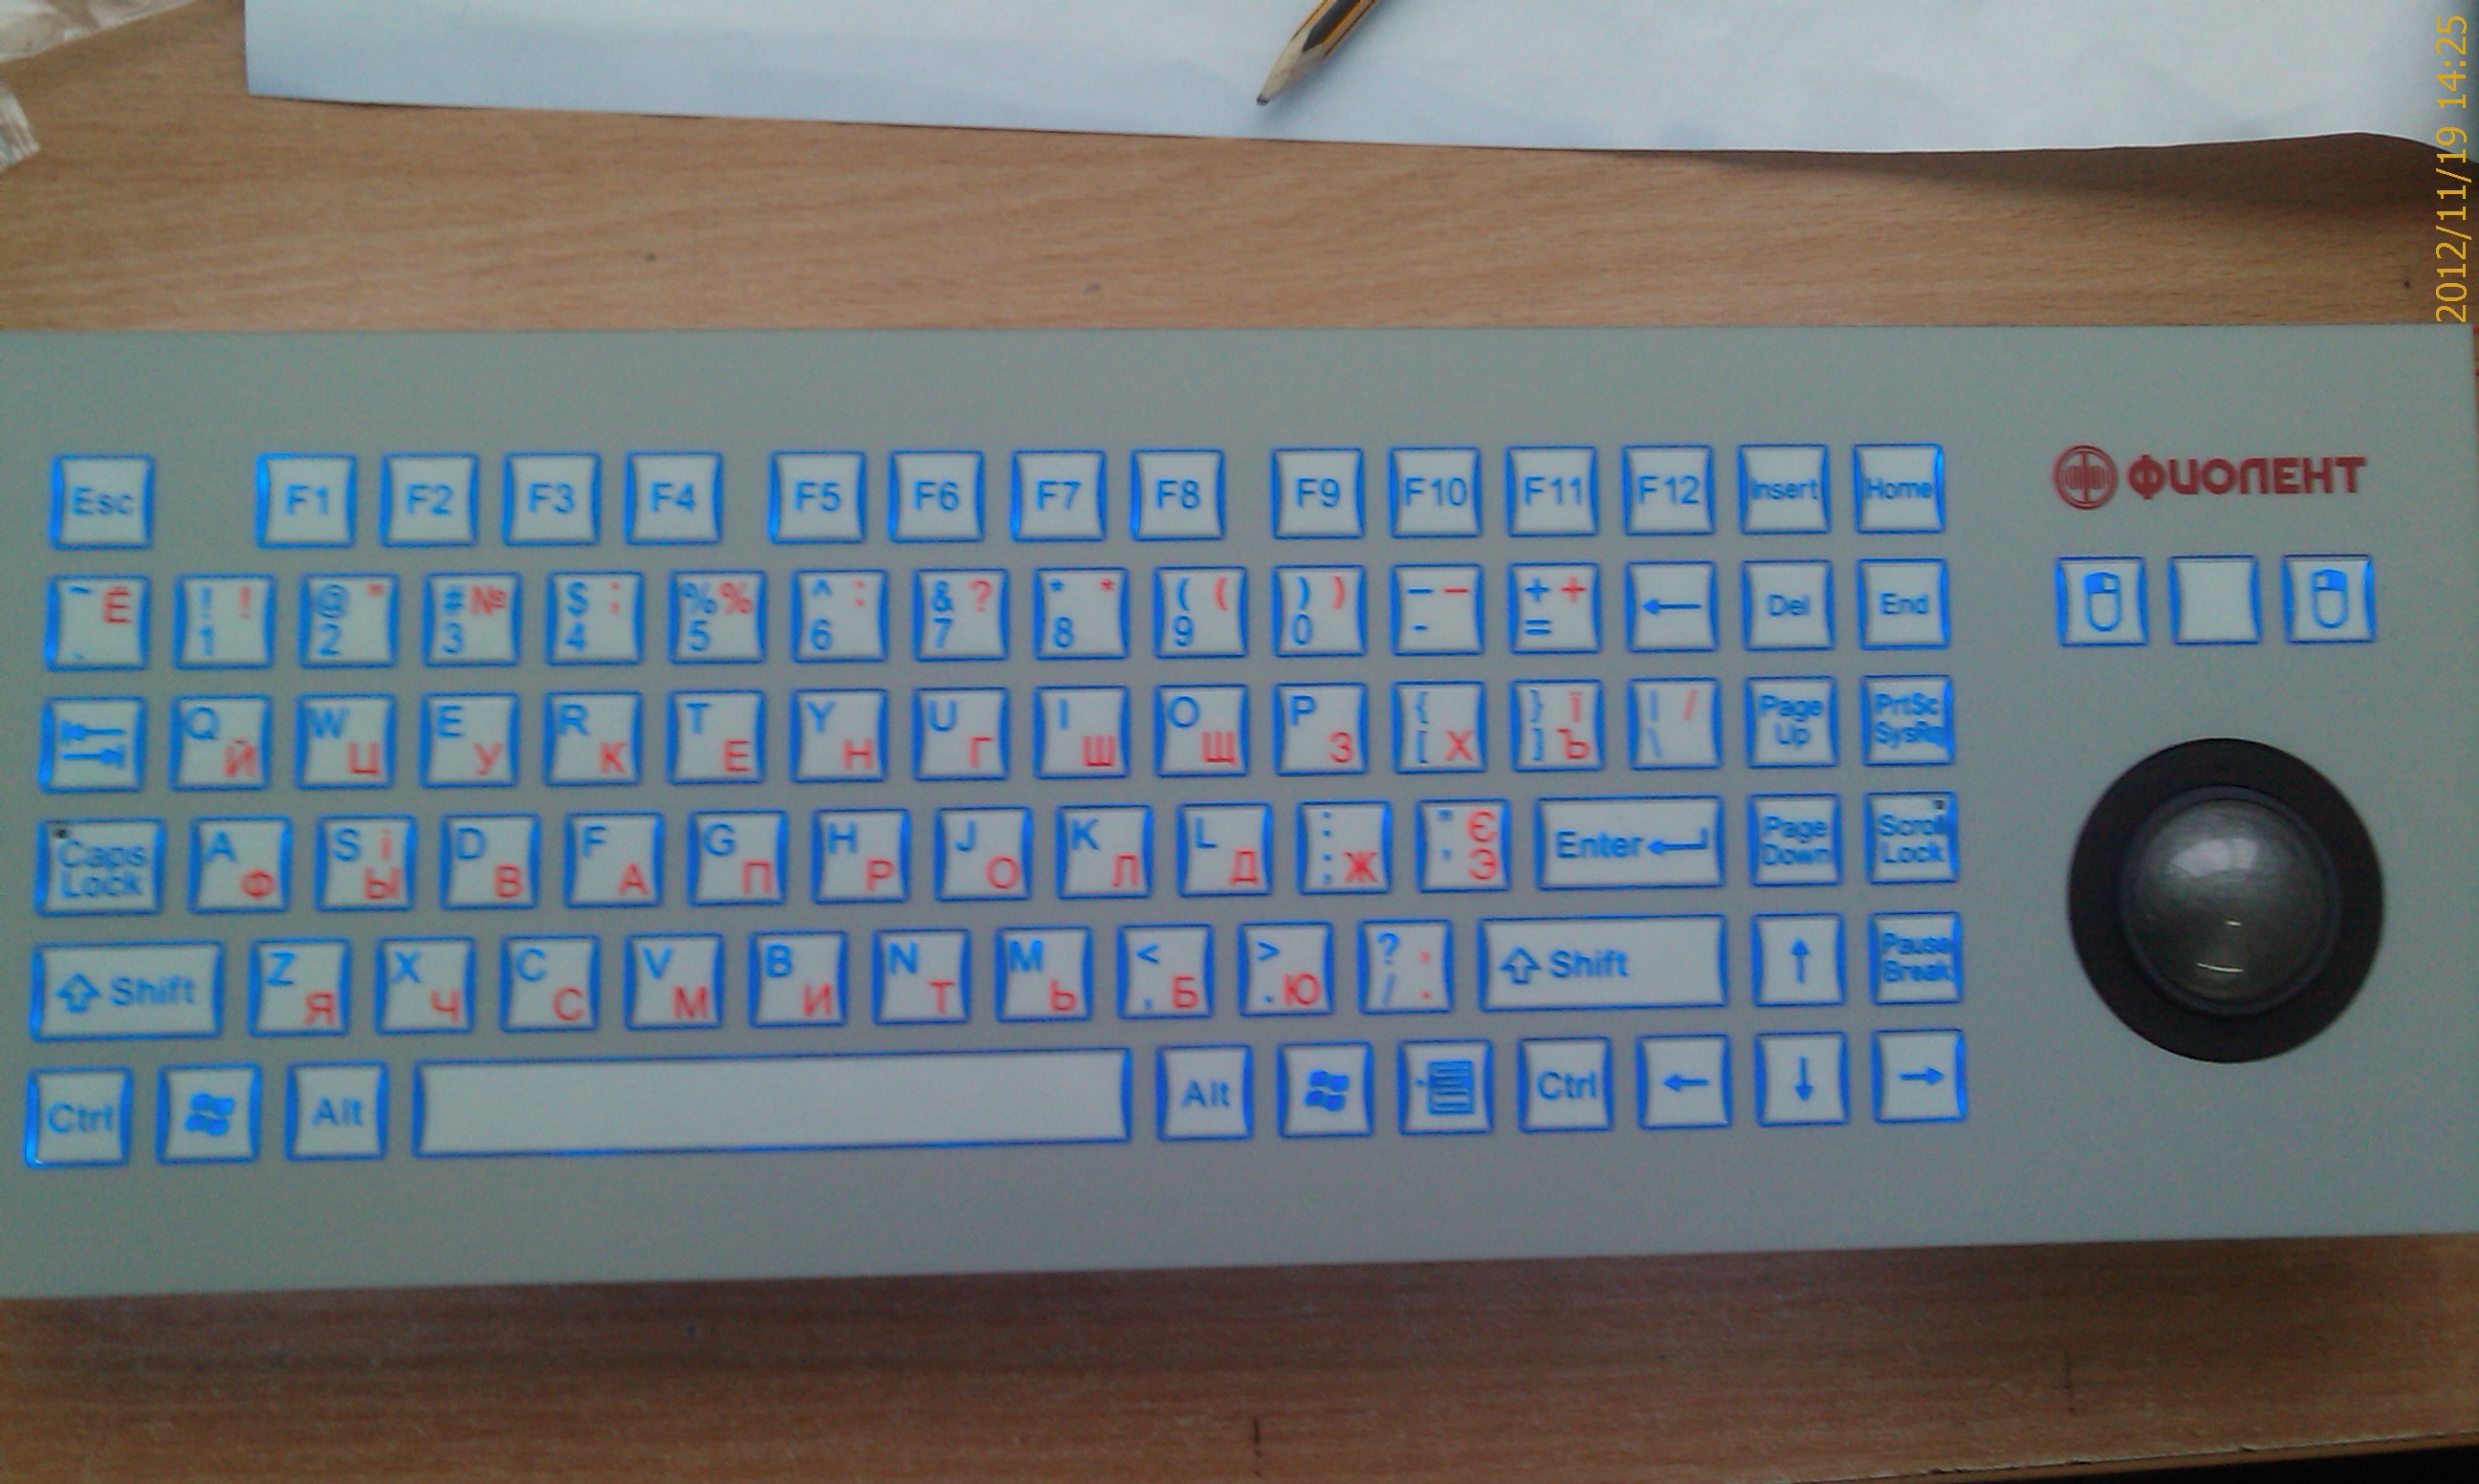 2012/11/19 14:25
ФИОЛЕНТ
Esc F1 F2 F3 F4 F5 F6 F7 F8 F9 F10 F11 F12 Insert Home
~ Ё ! ! @ " # № $ ; % % ^ : & ? * * ( ( ) ) _ _ + +
1 2 3 4 5 6 7 8 9 0 - = ← Del End
Q Й W Ц E У R К T Е Y Н U Г I Ш O Щ P З { [ Х } ] Ї Ъ | \ / Page Up PrtSc SysRq
Caps Lock A Ф S і Ы D В F А G П H Р J О K Л L Д : ; Ж " ' Є Э Enter Page Down Scroll Lock
Shift Z Я X Ч C С V М B И N Т M Ь < , Б > . Ю ? / , . Shift ↑ Pause Break
Ctrl Alt Alt Ctrl ← ↓ →